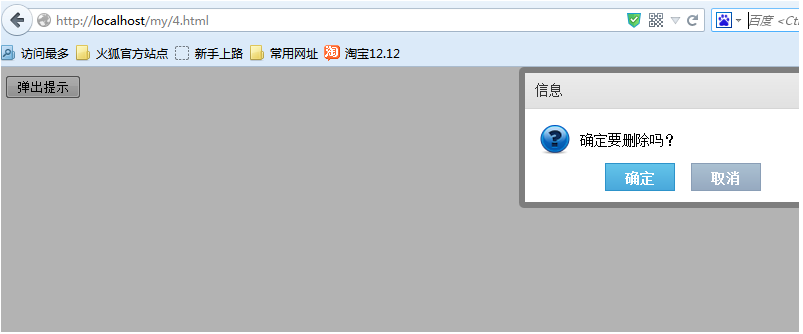 http://localhost/my/4.html
百度 <Ct
访问最多 火狐官方站点 新手上路 常用网址 淘 淘宝12.12
弹出提示
信息
确定要删除吗？
确定 取消